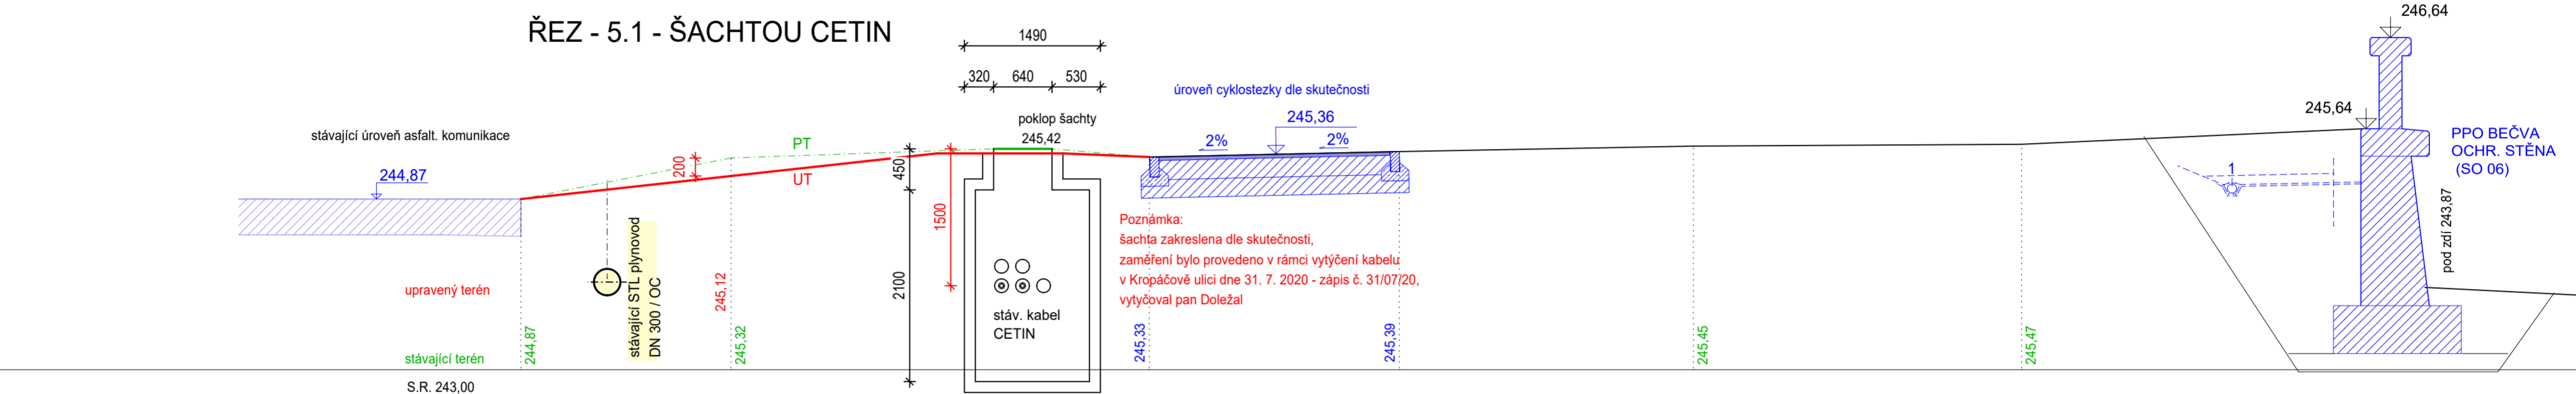 ŘEZ - 5.1 - ŠACHTOU CETIN
246,64
1490
320
640
530
úroveň cyklostezky dle skutečnosti
245,64
245,36
poklop šachty
245,42
stávající úroveň asfalt. komunikace
PT
UT
200
450
2%
2%
PPO BEČVA
OCHR. STĚNA
(SO 06)
244,87
1
1500
2100
Poznámka:
šachta zakreslena dle skutečnosti,
zaměření bylo provedeno v rámci vytýčení kabelu
v Kropáčově ulici dne 31. 7. 2020 - zápis č. 31/07/20,
vytyčoval pan Doležal
pod zdí 243,87
stávající STL plynovod
DN 300 / OC
upravený terén
245,12
stáv. kabel
CETIN
stávající terén
244,87
245,32
245,33
245,39
245,45
245,47
S.R. 243,00